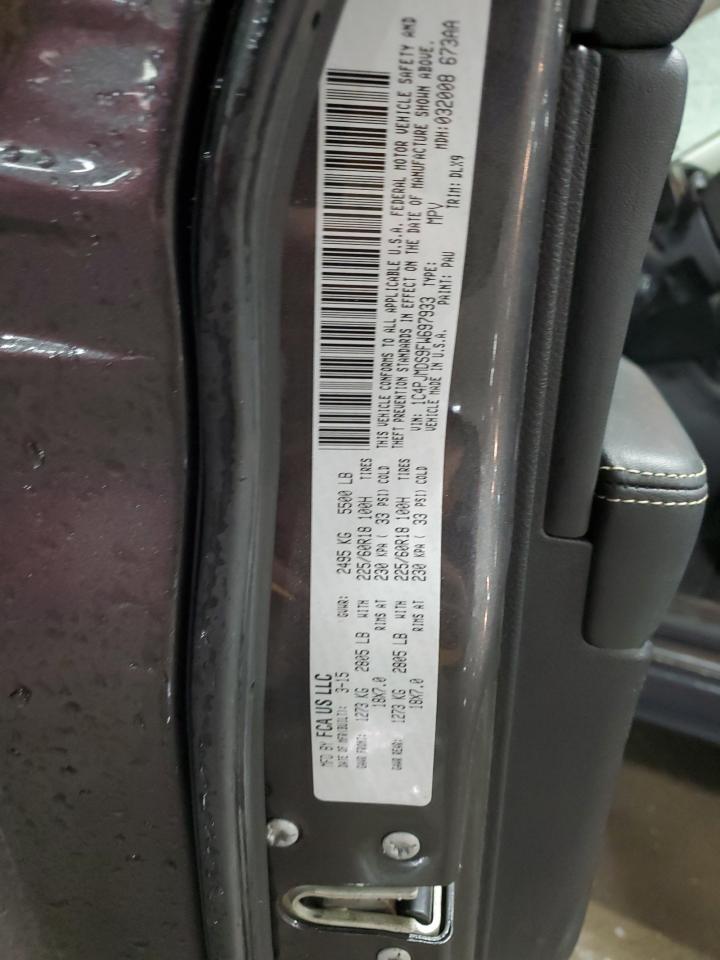 MFD BY FCA US LLC
DATE OF MFR(BUILT): 3-15 GVWR: 2495 KG 5500 LB
GAWR FRONT: 1273 KG 2805 LB WITH 225/60R18 100H TIRES
18X7.0 RIMS AT 230 KPA ( 33 PSI) COLD
GAWR REAR: 1273 KG 2805 LB WITH 225/60R18 100H TIRES
18X7.0 RIMS AT 230 KPA ( 33 PSI) COLD
THIS VEHICLE CONFORMS TO ALL APPLICABLE U.S.A. FEDERAL MOTOR VEHICLE SAFETY AND
THEFT PREVENTION STANDARDS IN EFFECT ON THE DATE OF MANUFACTURE SHOWN ABOVE.
VIN: 1C4PJMDS9FW697933 TYPE: MPV MDH:032008 673AA
VEHICLE MADE IN U.S.A. PAINT: PAU TRIM: DLX9